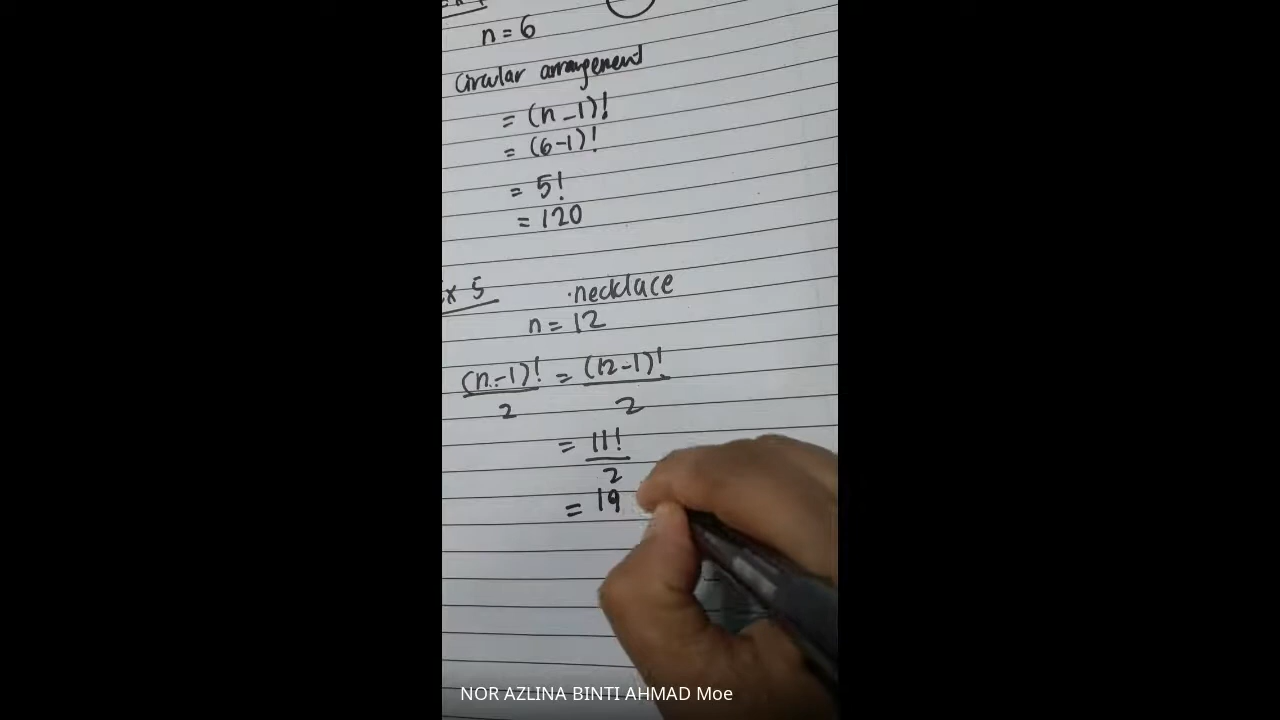 n = 6
Circular arrangement
= (n-1)!
= (6-1)!
= 5!
= 120
Ex 5 necklace
n = 12
(n-1)!/2 = (12-1)!/2
= 11!/2
= 19
NOR AZLINA BINTI AHMAD Moe